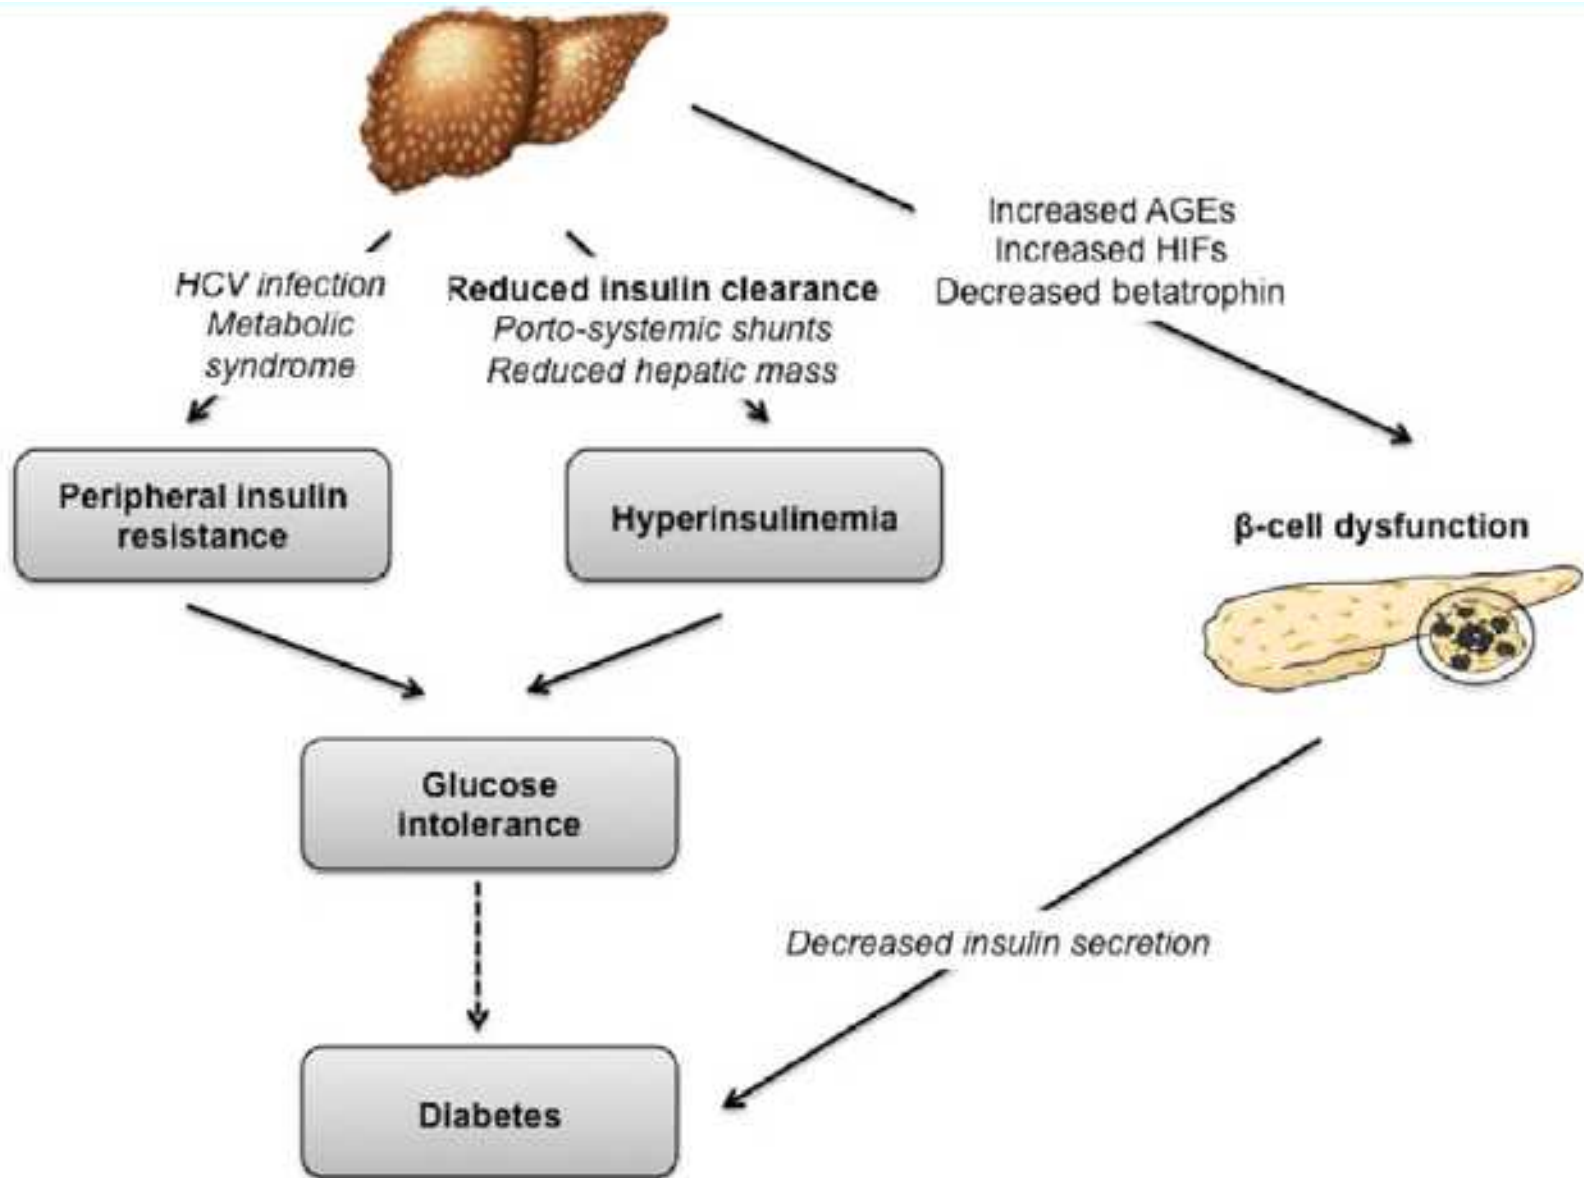 Increased AGEs
Increased HIFs
Decreased betatrophin
HCV infection
Metabolic
syndrome
Reduced insulin clearance
Porto-systemic shunts
Reduced hepatic mass
Peripheral insulin
resistance
Hyperinsulinemia
β-cell dysfunction
Glucose
intolerance
Decreased insulin secretion
Diabetes